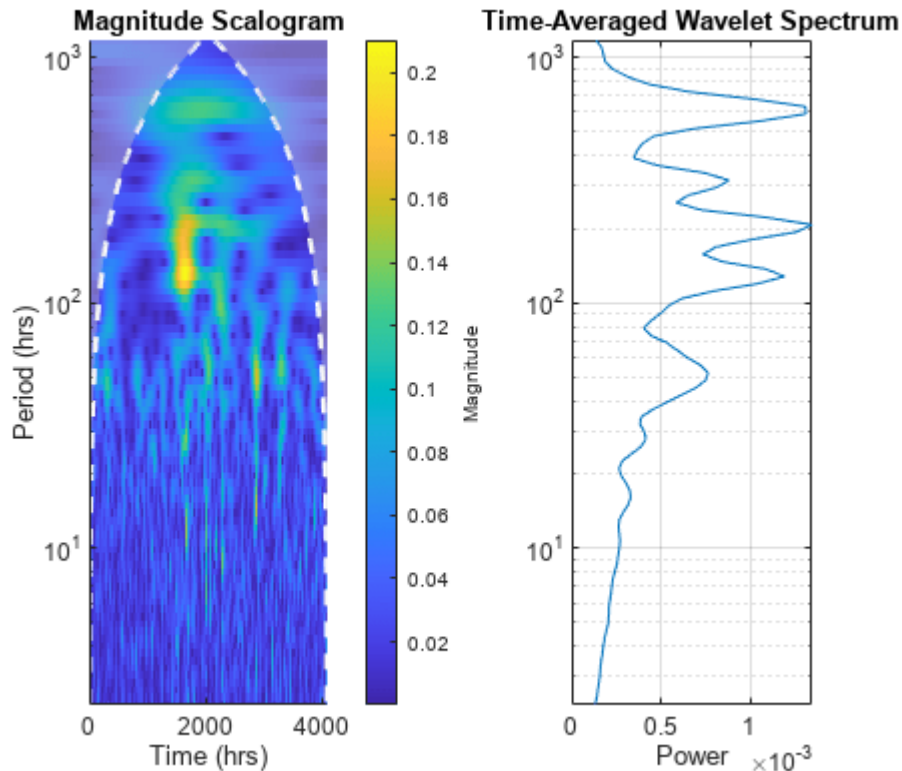 Magnitude Scalogram
10³
10²
10¹
Period (hrs)
0 2000 4000
Time (hrs)
0.2
0.18
0.16
0.14
0.12
0.1
0.08
0.06
0.04
0.02
Magnitude
Time-Averaged Wavelet Spectrum
10³
10²
10¹
0 0.5 1
Power ×10⁻³